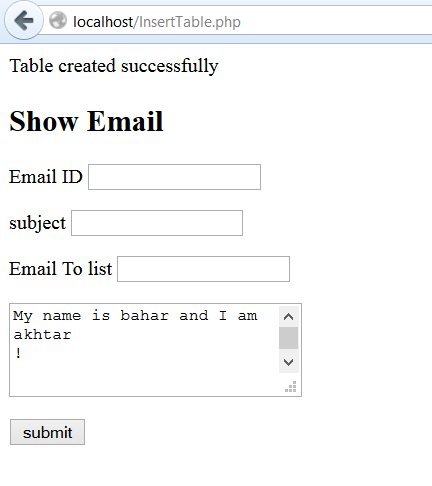 localhost/InsertTable.php
Table created successfully
Show Email
Email ID
subject
Email To list
My name is bahar and I am
akhtar
!
submit